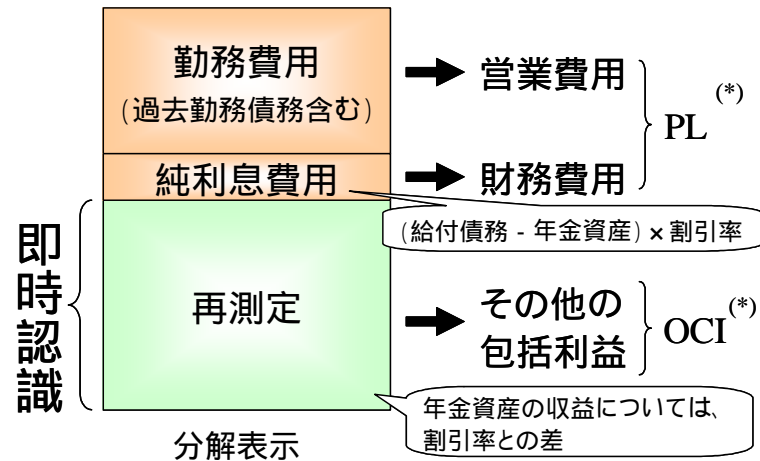 勤務費用
(過去勤務債務含む)
営業費用
(*)
PL
純利息費用
財務費用
(給付債務 - 年金資産) × 割引率
即時認識
再測定
その他の
包括利益
OCI
(*)
年金資産の収益については、
割引率との差
分解表示